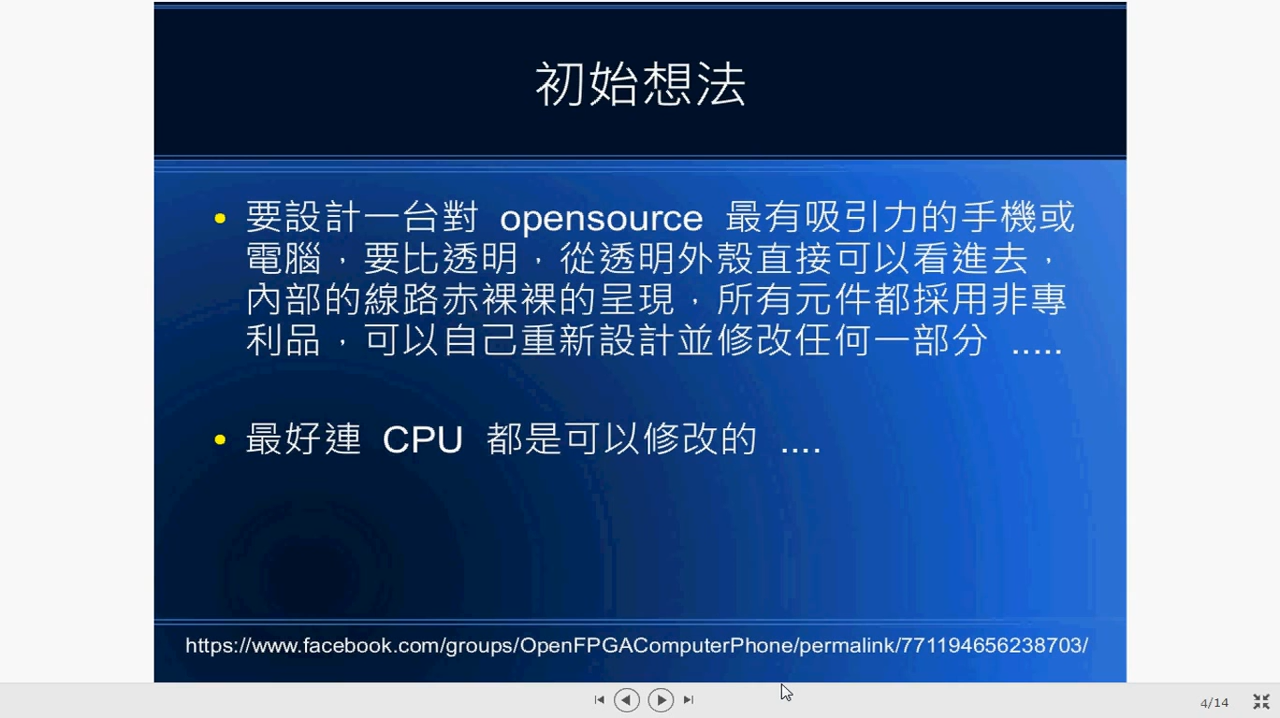 初始想法
要設計一台對 opensource 最有吸引力的手機或
電腦，要比透明，從透明外殼直接可以看進去，
內部的線路赤裸裸的呈現，所有元件都採用非專
利品，可以自己重新設計並修改任何一部分 .....
最好連 CPU 都是可以修改的 ....
https://www.facebook.com/groups/OpenFPGAComputerPhone/permalink/771194656238703/
4/14